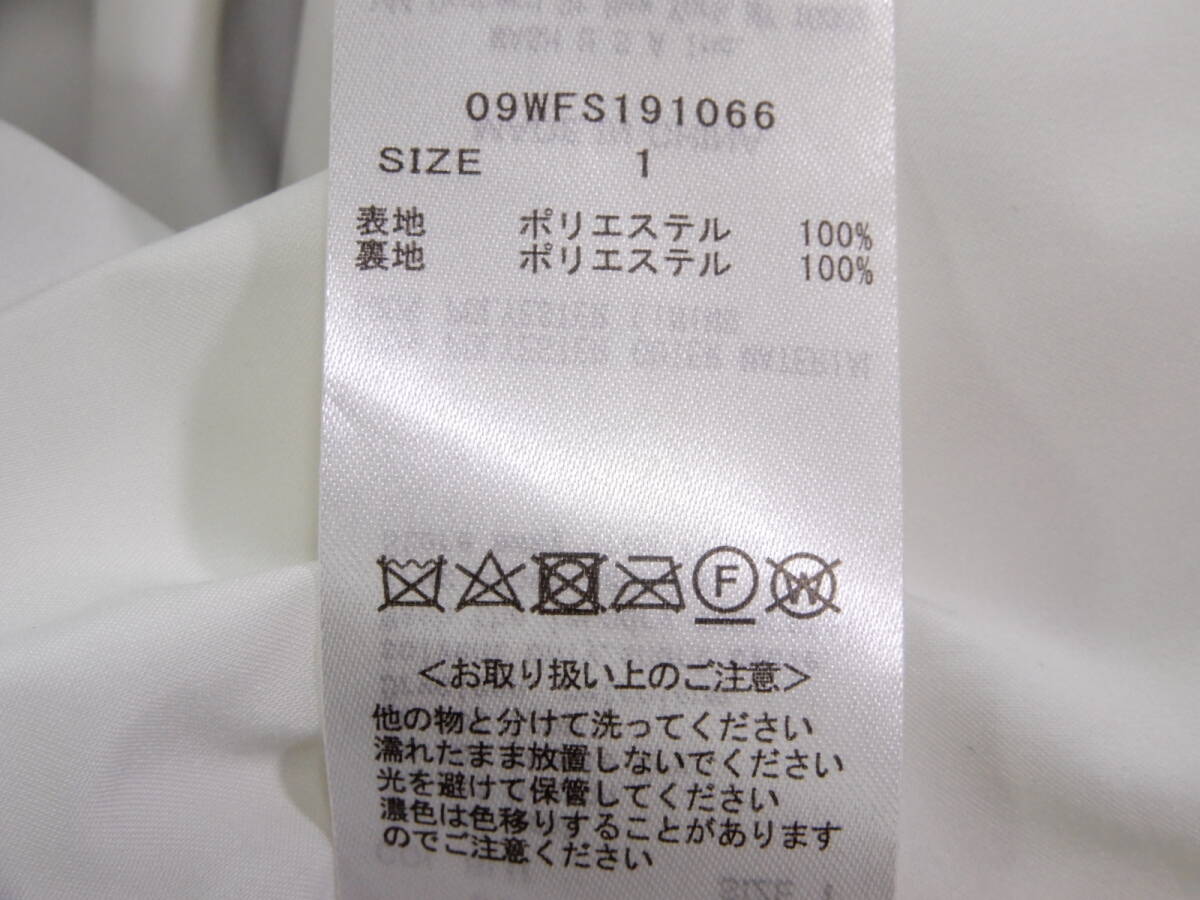 09WFS191066
SIZE 1
表地 ポリエステル 100%
裏地 ポリエステル 100%
F
W
<お取り扱い上のご注意>
他の物と分けて洗ってください
濡れたまま放置しないでください
光を避けて保管してください
濃色は色移りすることがあります
のでご注意ください